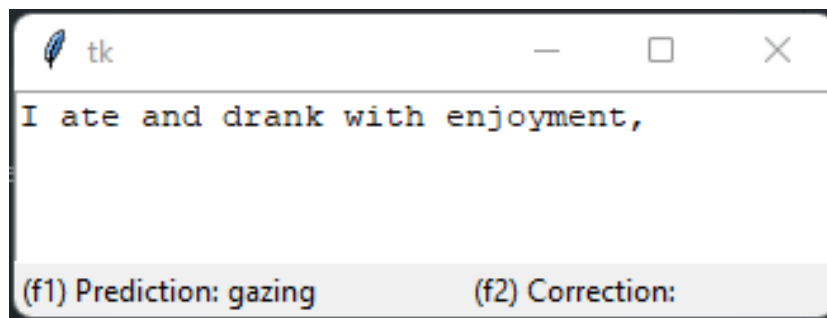 tk
I ate and drank with enjoyment,
(f1) Prediction: gazing (f2) Correction: